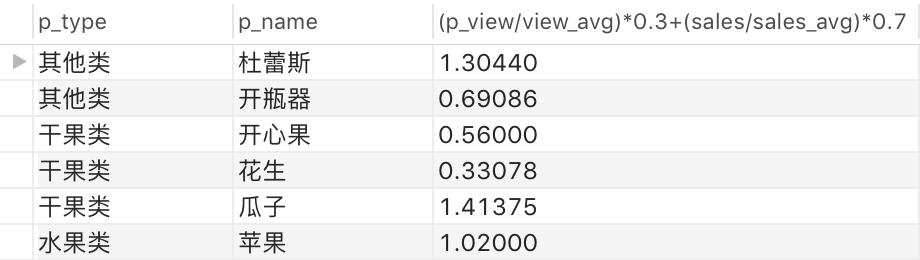 p_type p_name (p_view/view_avg)*0.3+(sales/sales_avg)*0.7
其他类 杜蕾斯 1.30440
其他类 开瓶器 0.69086
干果类 开心果 0.56000
干果类 花生 0.33078
干果类 瓜子 1.41375
水果类 苹果 1.02000